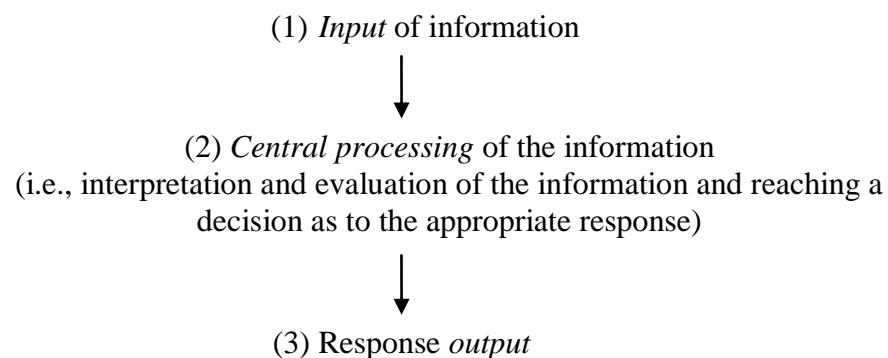 (1) Input of information
(2) Central processing of the information
(i.e., interpretation and evaluation of the information and reaching a
decision as to the appropriate response)
(3) Response output